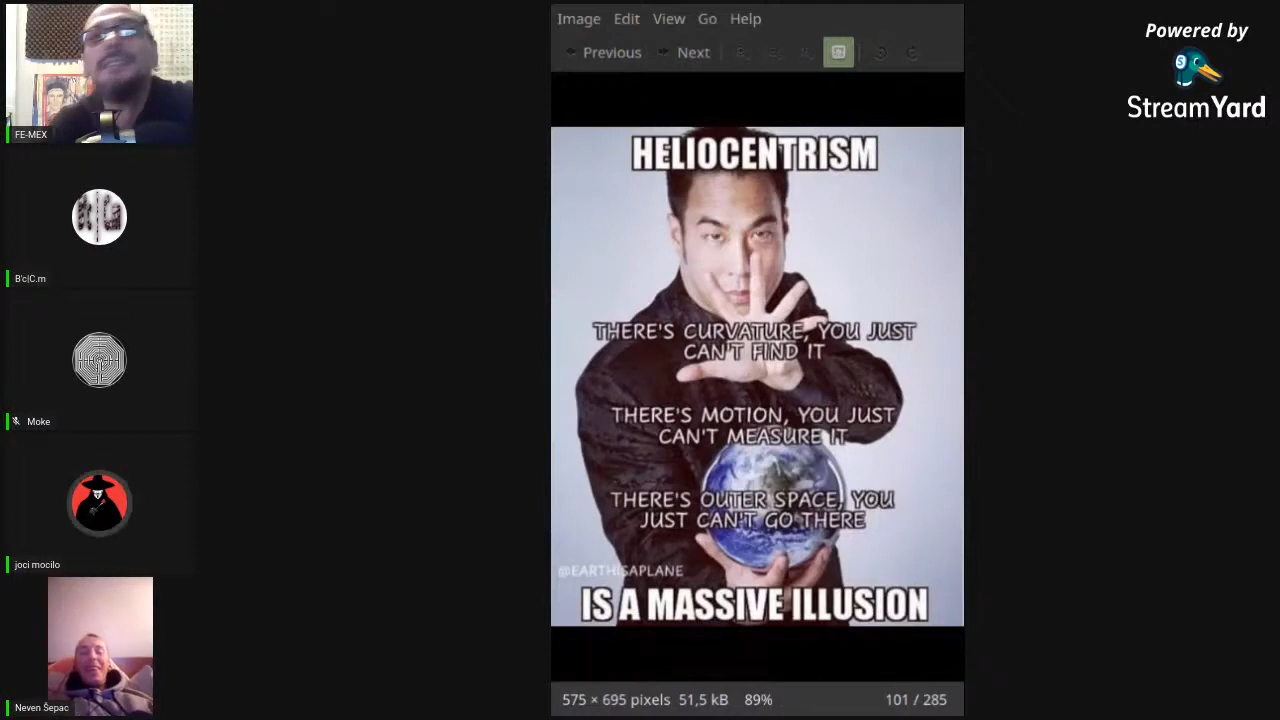 Image Edit View Go Help
Previous Next
Powered by
StreamYard
FE-MEX
B'c|C.m
Moke
joci mocilo
Neven Šepac
HELIOCENTRISM
THERE'S CURVATURE, YOU JUST
CAN'T FIND IT
THERE'S MOTION, YOU JUST
CAN'T MEASURE IT
THERE'S OUTER SPACE, YOU
JUST CAN'T GO THERE
@EARTHISAPLANE
IS A MASSIVE ILLUSION
575 × 695 pixels 51,5 kB 89% 101 / 285